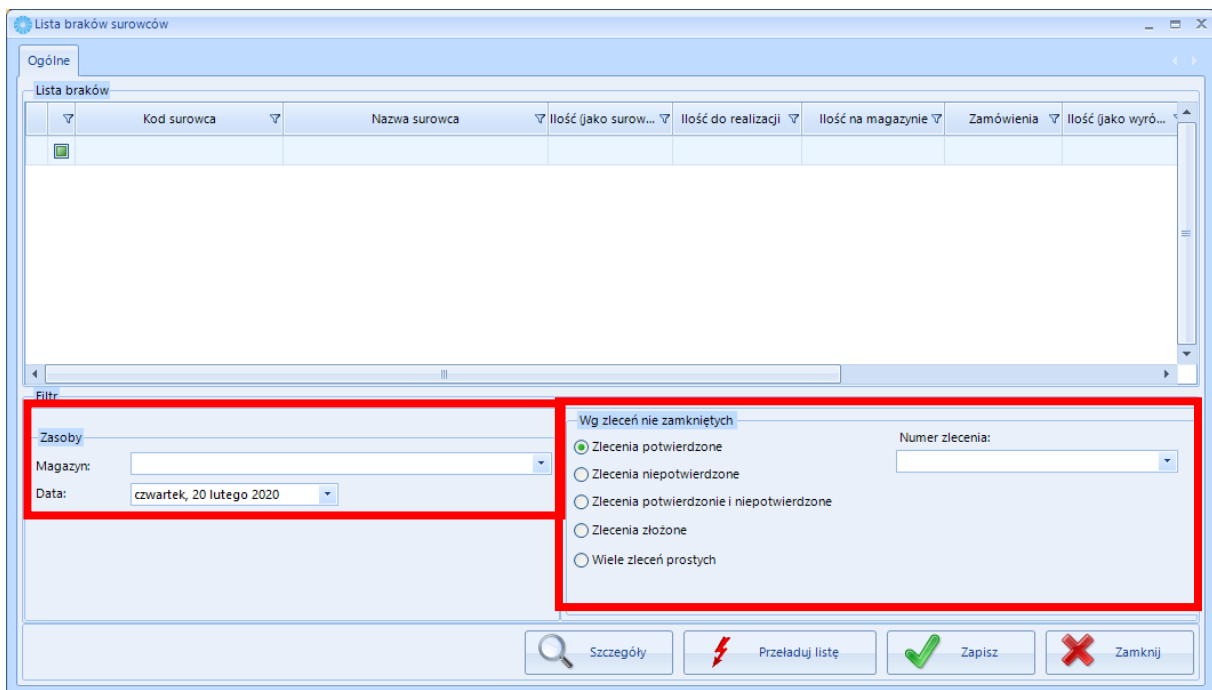 Lista braków surowców
Ogólne
Lista braków
Kod surowca Nazwa surowca Ilość (jako surow... Ilość do realizacji Ilość na magazynie Zamówienia Ilość (jako wyró...
Filtr
Zasoby
Magazyn:
Data: czwartek, 20 lutego 2020
Wg zleceń nie zamkniętych
Zlecenia potwierdzone
Zlecenia niepotwierdzone
Zlecenia potwierdzonie i niepotwierdzone
Zlecenia złożone
Wiele zleceń prostych
Numer zlecenia:
Szczegóły Przeładuj listę Zapisz Zamknij